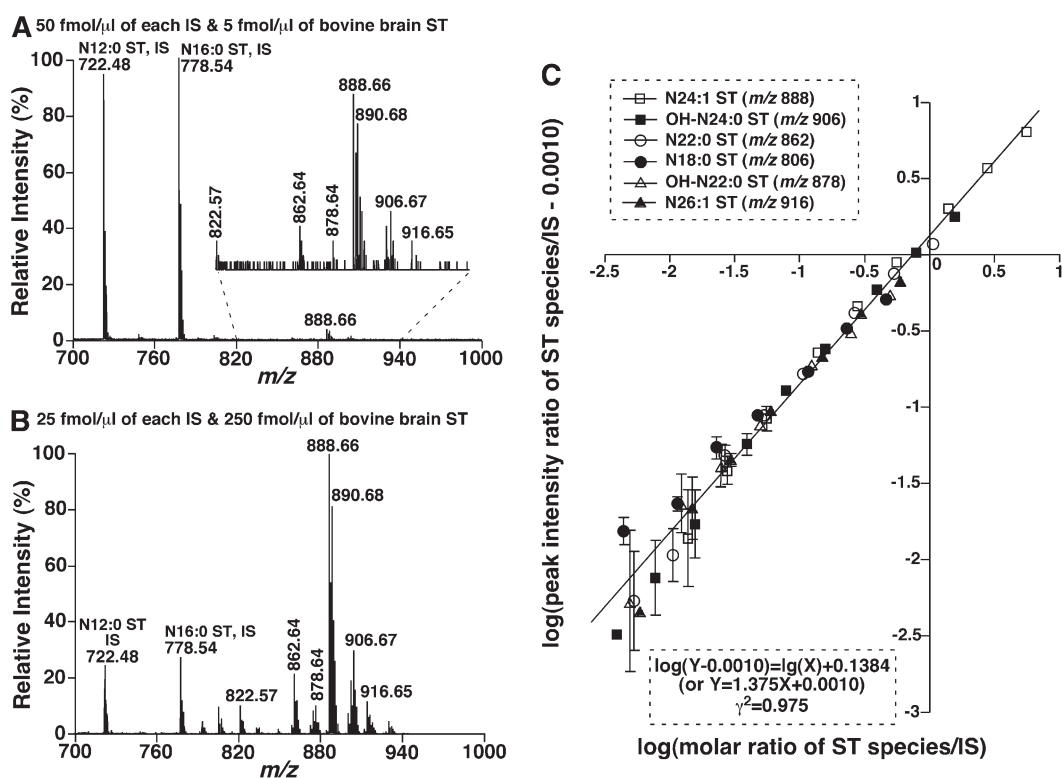 A 50 fmol/μl of each IS & 5 fmol/μl of bovine brain ST
N12:0 ST, IS
722.48
N16:0 ST, IS
778.54
888.66
890.68
822.57
862.64
878.64
906.67
916.65
888.66
Relative Intensity (%)
100
80
60
40
20
0
700 760 820 880 940 1000
m/z
B 25 fmol/μl of each IS & 250 fmol/μl of bovine brain ST
888.66
890.68
N12:0 ST
IS
722.48
N16:0 ST, IS
778.54
822.57
862.64
878.64
906.67
916.65
Relative Intensity (%)
100
80
60
40
20
0
700 760 820 880 940 1000
m/z
C
N24:1 ST (m/z 888)
OH-N24:0 ST (m/z 906)
N22:0 ST (m/z 862)
N18:0 ST (m/z 806)
OH-N22:0 ST (m/z 878)
N26:1 ST (m/z 916)
log(peak intensity ratio of ST species/IS - 0.0010)
1
0.5
-2.5 -2 -1.5 -1 -0.5 0 0.5 1
-0.5
-1
-1.5
-2
-2.5
-3
log(Y-0.0010)=lg(X)+0.1384
(or Y=1.375X+0.0010)
γ²=0.975
log(molar ratio of ST species/IS)